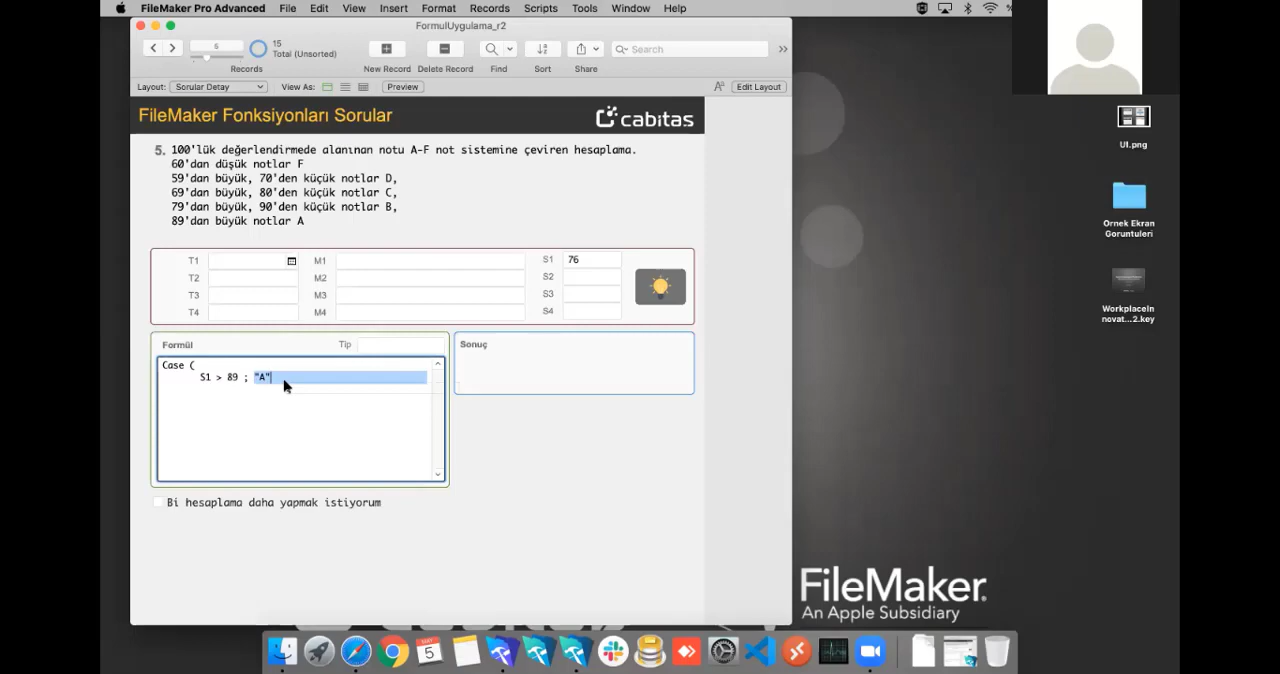 FileMaker Pro Advanced File Edit View Insert Format Records Scripts Tools Window Help
FormulUygulama_r2
5
15
Total (Unsorted)
Search
Records
New Record
Delete Record
Find
Sort
Share
Layout: Sorular Detay View As: Preview
Edit Layout
FileMaker Fonksiyonları Sorular
cabitas
5. 100'lük değerlendirmede alanınan notu A-F not sistemine çeviren hesaplama.
60'dan düşük notlar F
59'dan büyük, 70'den küçük notlar D,
69'dan büyük, 80'den küçük notlar C,
79'dan büyük, 90'den küçük notlar B,
89'dan büyük notlar A
T1 M1 S1 76
T2 M2 S2
T3 M3 S3
T4 M4 S4
Formül Tip
Sonuç
Case (
S1 > 89 ; "A"
Bi hesaplama daha yapmak istiyorum
UI.png
Ornek Ekran
Goruntuleri
WorkplaceIn
novat...2.key
FileMaker
An Apple Subsidiary
5